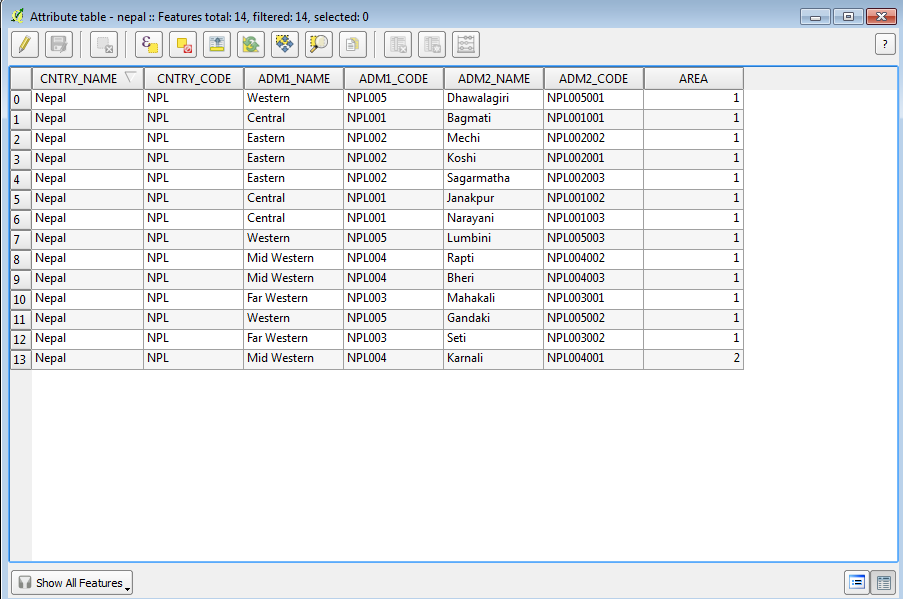 Attribute table - nepal :: Features total: 14, filtered: 14, selected: 0
ε
?
CNTRY_NAME CNTRY_CODE ADM1_NAME ADM1_CODE ADM2_NAME ADM2_CODE AREA
0 Nepal NPL Western NPL005 Dhawalagiri NPL005001 1
1 Nepal NPL Central NPL001 Bagmati NPL001001 1
2 Nepal NPL Eastern NPL002 Mechi NPL002002 1
3 Nepal NPL Eastern NPL002 Koshi NPL002001 1
4 Nepal NPL Eastern NPL002 Sagarmatha NPL002003 1
5 Nepal NPL Central NPL001 Janakpur NPL001002 1
6 Nepal NPL Central NPL001 Narayani NPL001003 1
7 Nepal NPL Western NPL005 Lumbini NPL005003 1
8 Nepal NPL Mid Western NPL004 Rapti NPL004002 1
9 Nepal NPL Mid Western NPL004 Bheri NPL004003 1
10 Nepal NPL Far Western NPL003 Mahakali NPL003001 1
11 Nepal NPL Western NPL005 Gandaki NPL005002 1
12 Nepal NPL Far Western NPL003 Seti NPL003002 1
13 Nepal NPL Mid Western NPL004 Karnali NPL004001 2
Show All Features